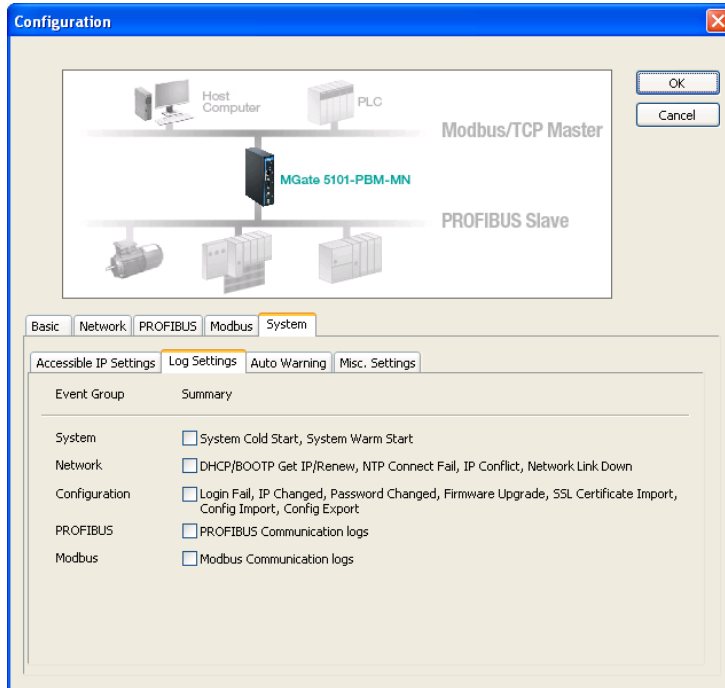 Configuration
Host
Computer
PLC
Modbus/TCP Master
MGate 5101-PBM-MN
PROFIBUS Slave
OK
Cancel
Basic Network PROFIBUS Modbus System
Accessible IP Settings Log Settings Auto Warning Misc. Settings
Event Group Summary
System System Cold Start, System Warm Start
Network DHCP/BOOTP Get IP/Renew, NTP Connect Fail, IP Conflict, Network Link Down
Configuration Login Fail, IP Changed, Password Changed, Firmware Upgrade, SSL Certificate Import,
Config Import, Config Export
PROFIBUS PROFIBUS Communication logs
Modbus Modbus Communication logs